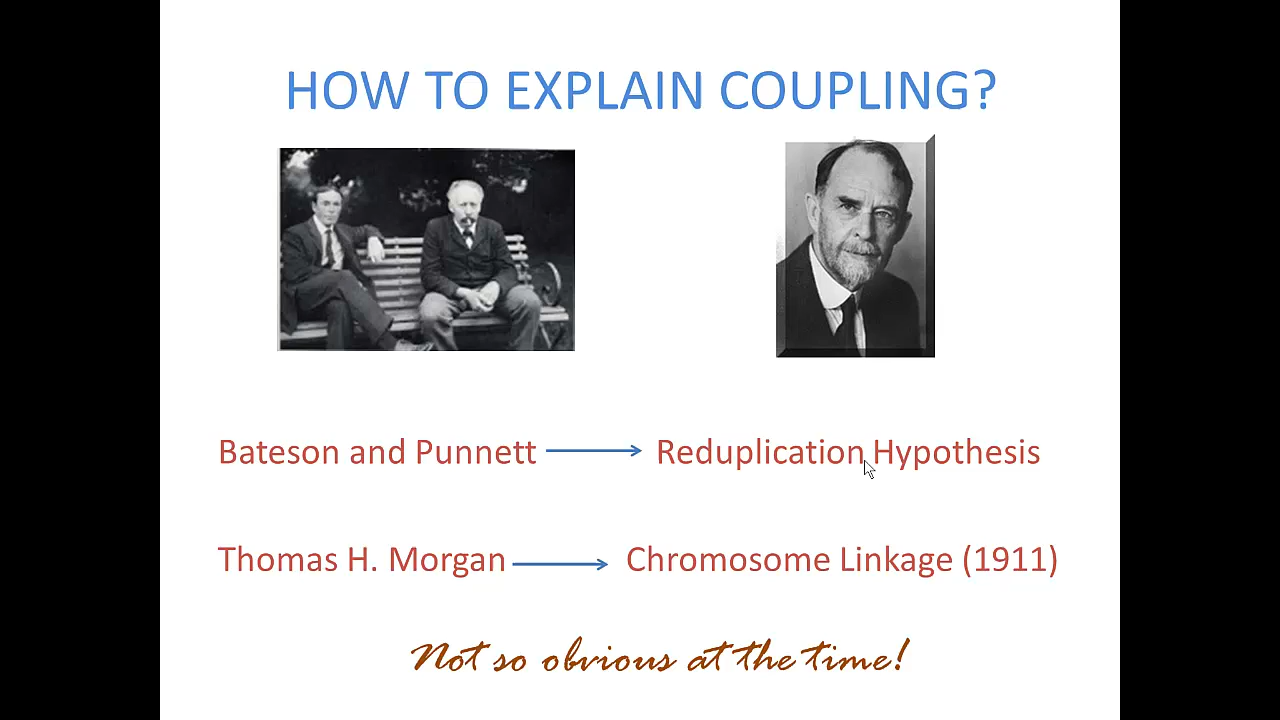 HOW TO EXPLAIN COUPLING?
Bateson and Punnett
Reduplication Hypothesis
Thomas H. Morgan
Chromosome Linkage (1911)
Not so obvious at the time!